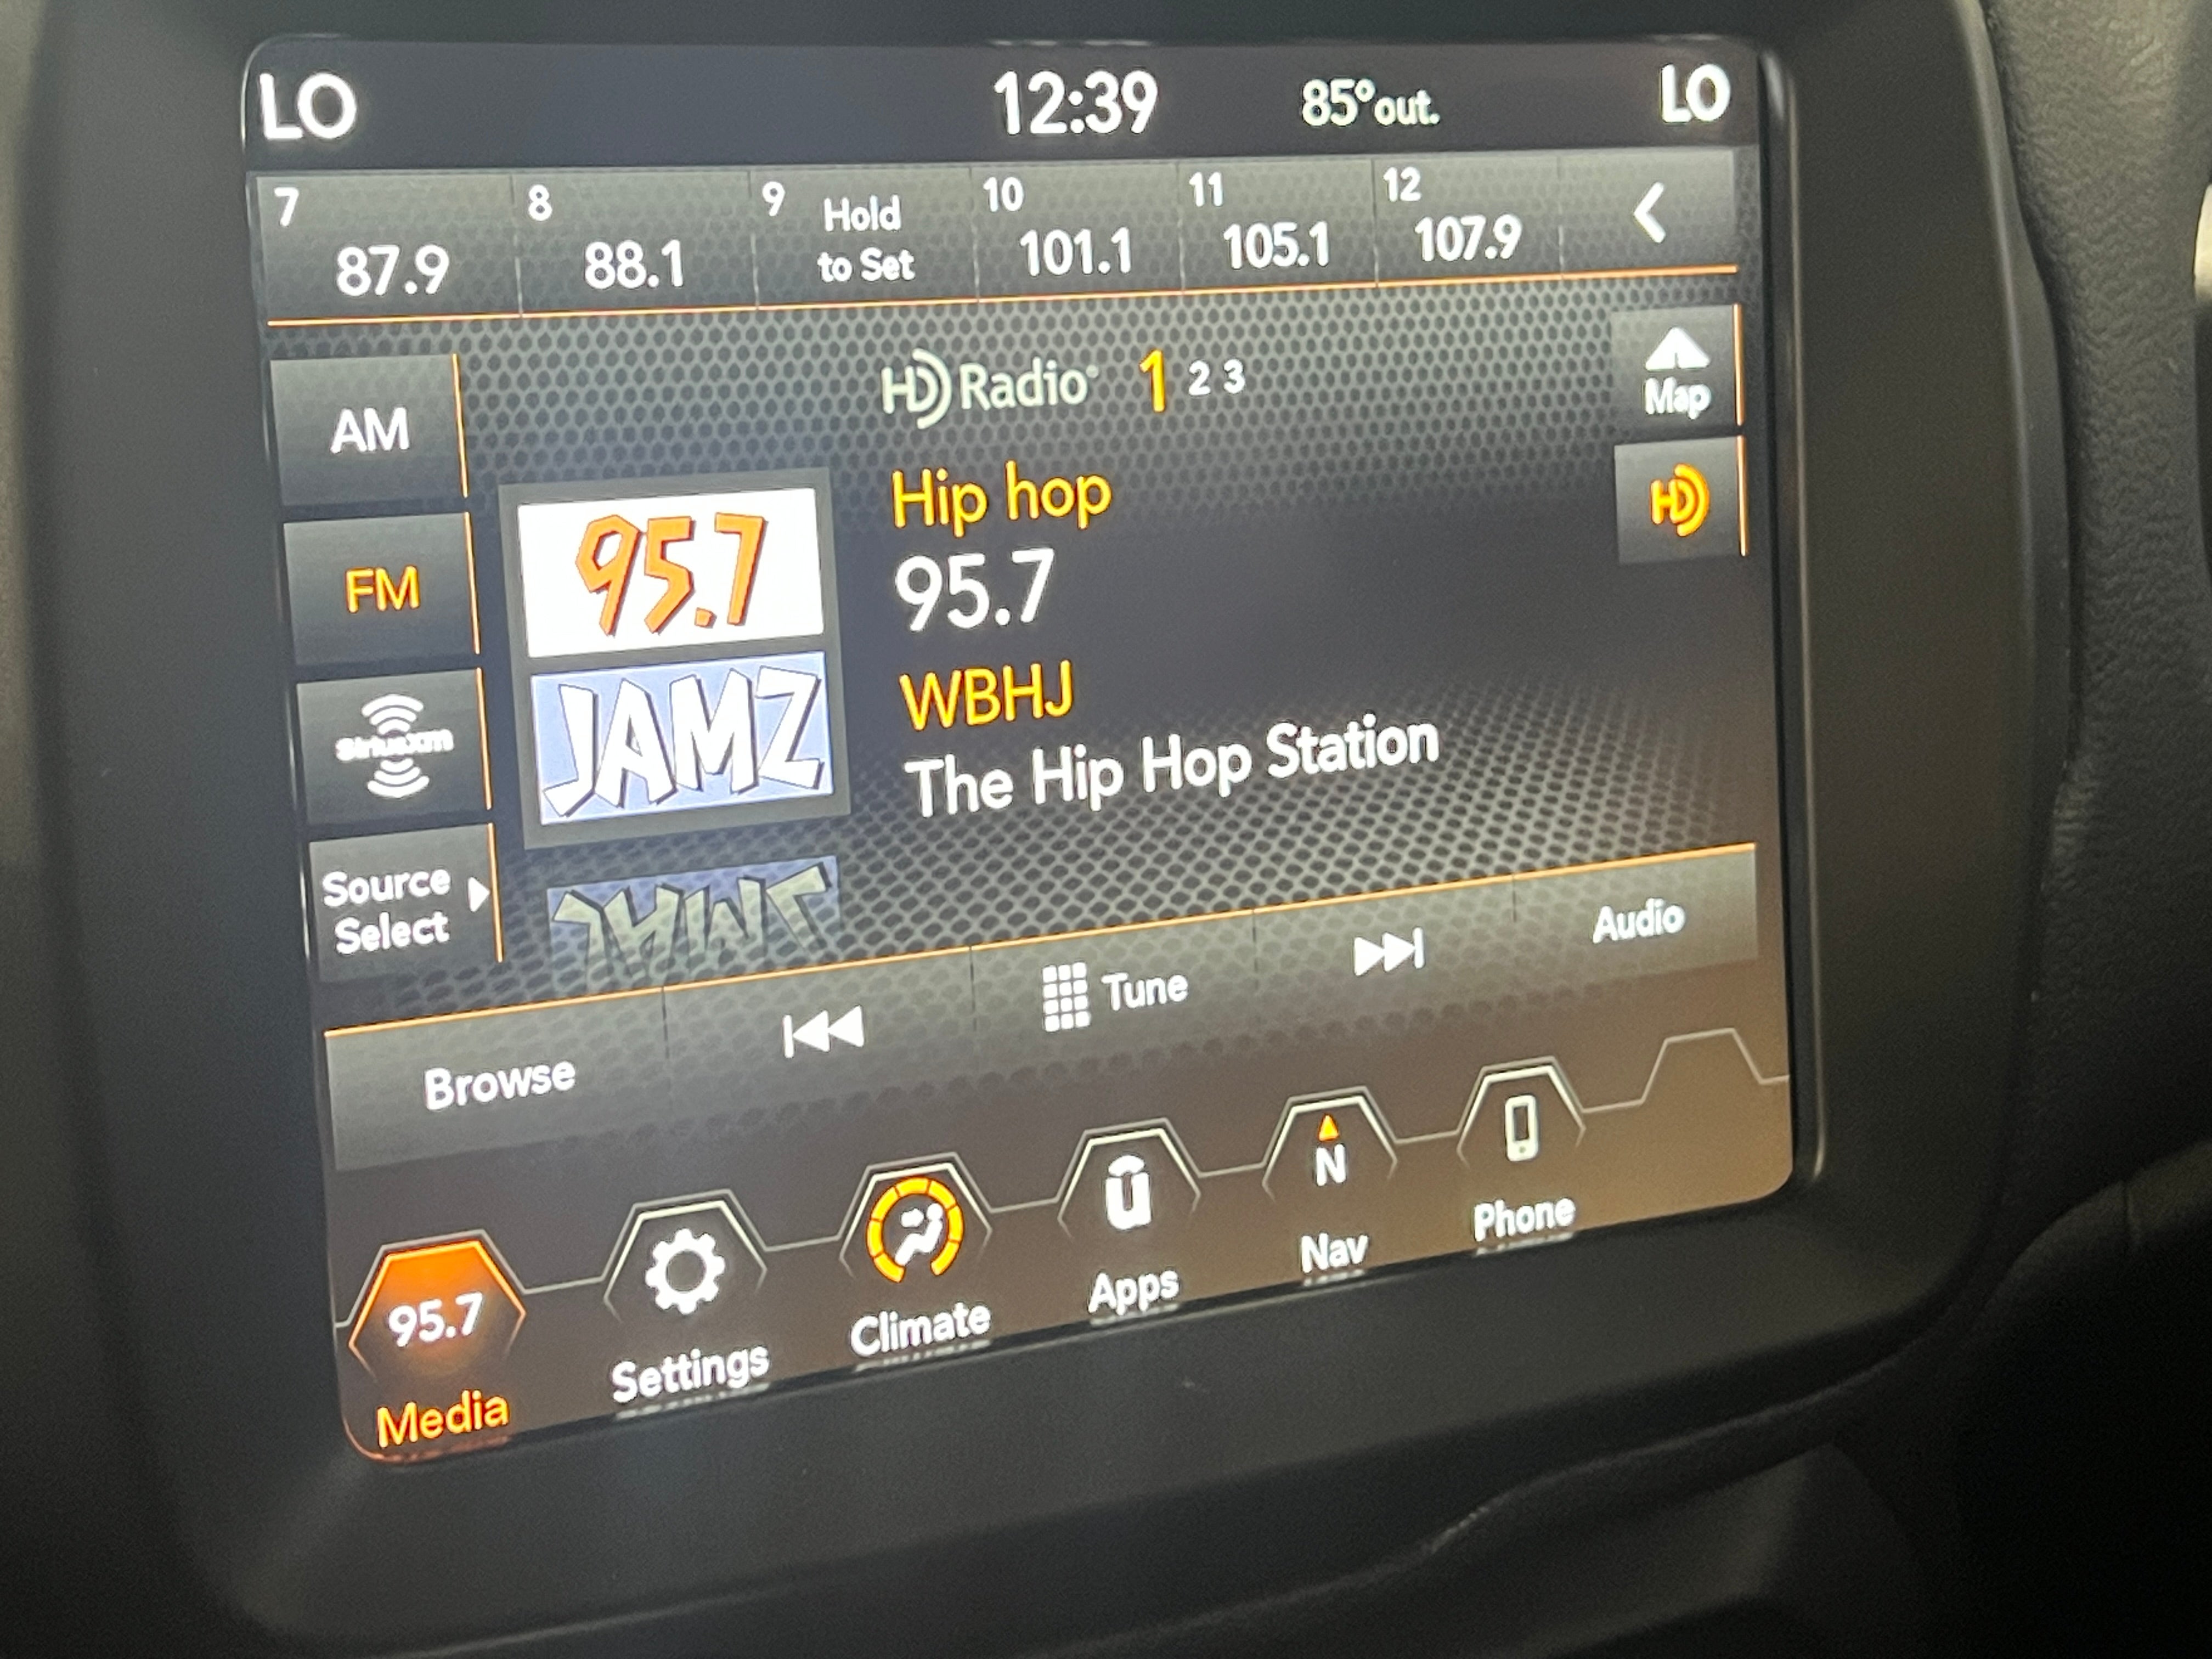 LO 12:39 85°out. LO
7 8 9 Hold 10 11 12
87.9 88.1 to Set 101.1 105.1 107.9
HD Radio 1 2 3
Map
AM
Hip hop
HD
95.7
95.7
FM
WBHJ
JAMZ
The Hip Hop Station
siriusxm
Source
Select
Browse Tune Audio
95.7 N
Media Settings Climate Apps Nav Phone